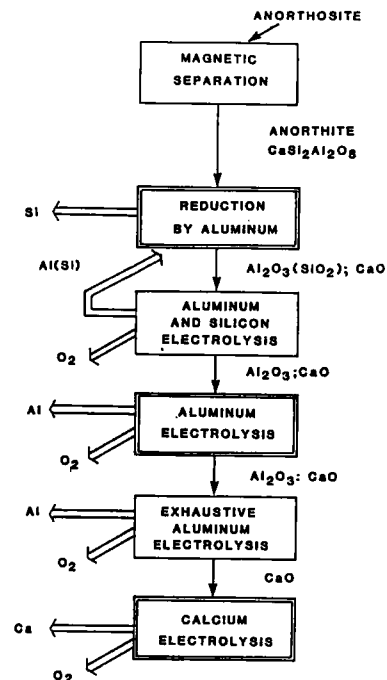 ANORTHOSITE
MAGNETIC
SEPARATION
ANORTHITE
CaSi₂Al₂O₈
Si
REDUCTION
BY ALUMINUM
Al(Si)
Al₂O₃(SiO₂); CaO
ALUMINUM
AND SILICON
ELECTROLYSIS
O₂
Al₂O₃;CaO
Al
ALUMINUM
ELECTROLYSIS
O₂
Al₂O₃: CaO
Al
EXHAUSTIVE
ALUMINUM
ELECTROLYSIS
O₂
CaO
Ca
CALCIUM
ELECTROLYSIS
O₂